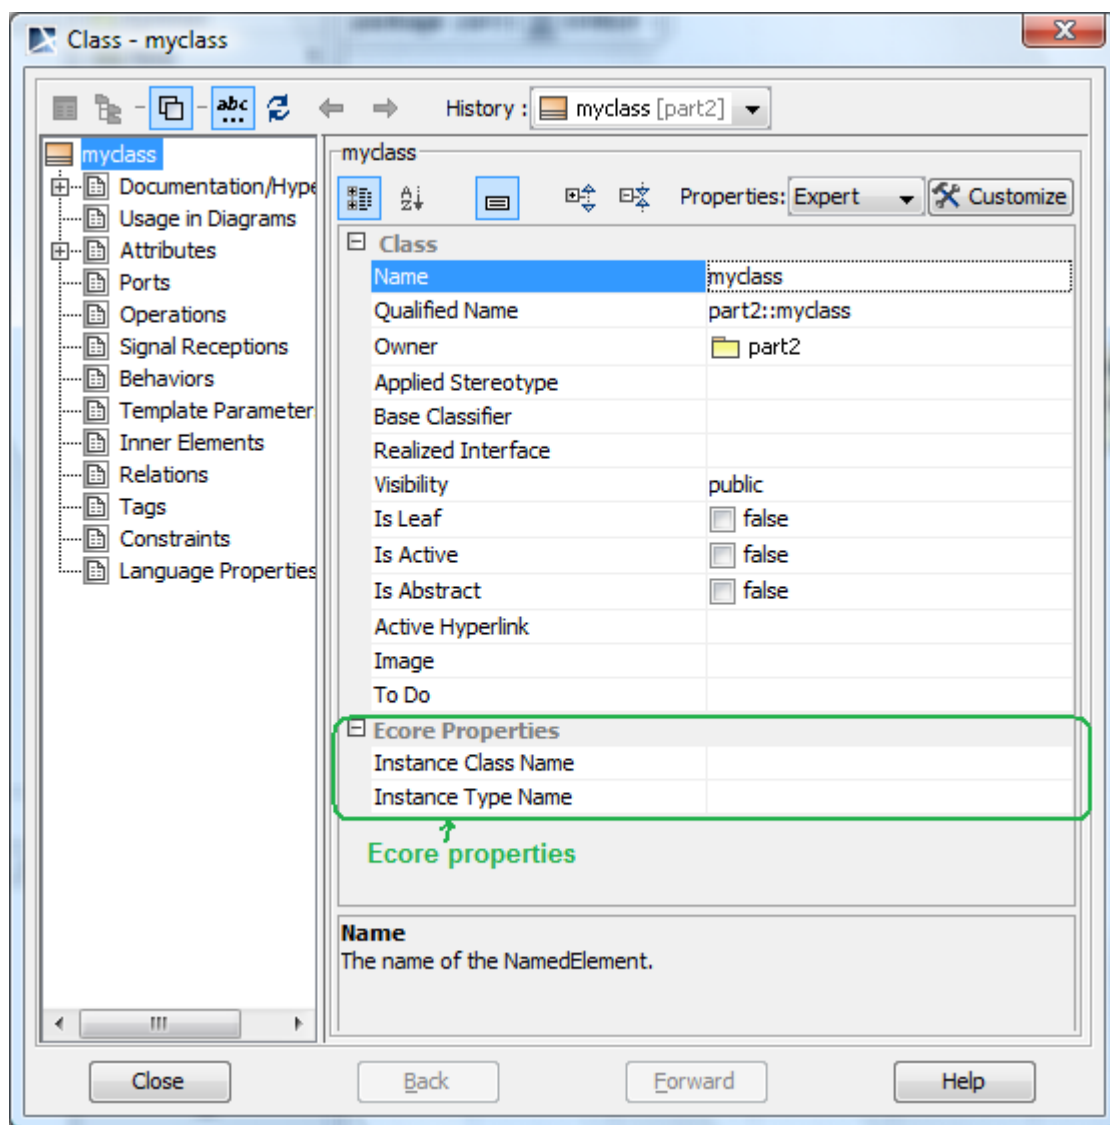 Class - myclass
abc
History : myclass [part2]
myclass
Documentation/Hype
Usage in Diagrams
Attributes
Ports
Operations
Signal Receptions
Behaviors
Template Parameter
Inner Elements
Relations
Tags
Constraints
Language Properties
myclass
Properties: Expert Customize
Class
Name myclass
Qualified Name part2::myclass
Owner part2
Applied Stereotype
Base Classifier
Realized Interface
Visibility public
Is Leaf false
Is Active false
Is Abstract false
Active Hyperlink
Image
To Do
Ecore Properties
Instance Class Name
Instance Type Name
Ecore properties
Name
The name of the NamedElement.
Close Back Forward Help